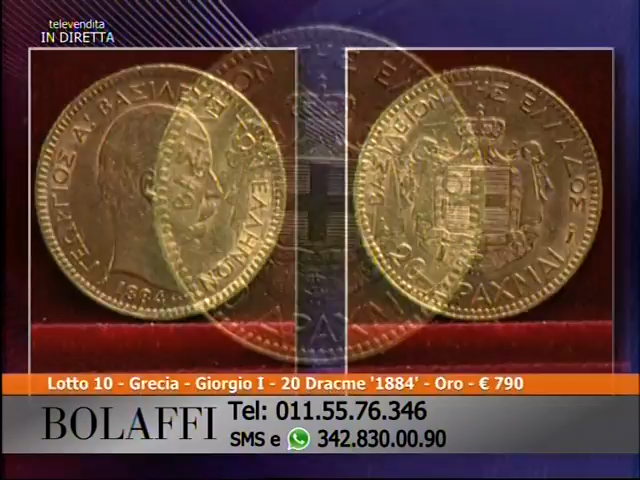 televendita
IN DIRETTA
ΓΕΩΡΓΙΟΣ Α! ΒΑΣΙΛΕΥΣ ΤΩΝ ΕΛΛΗΝΩΝ
1884
ΒΑΣΙΛΕΙΟΝ ΤΗΣ ΕΛΛΑΔΟΣ
20 ΔΡΑΧΜΑΙ
Lotto 10 - Grecia - Giorgio I - 20 Dracme '1884' - Oro - € 790
BOLAFFI
Tel: 011.55.76.346
SMS e 342.830.00.90